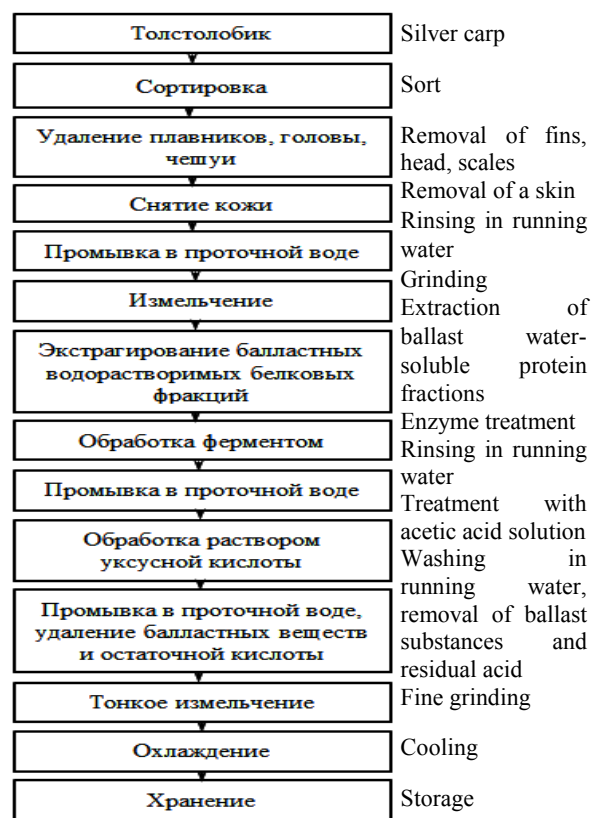 Толстолобик
Silver carp
Сортировка
Sort
Удаление плавников, головы,
чешуи
Removal of fins,
head, scales
Снятие кожи
Removal of a skin
Промывка в проточной воде
Rinsing in running
water
Измельчение
Grinding
Экстрагирование балластных
водорастворимых белковых
фракций
Extraction of
ballast water-
soluble protein
fractions
Обработка ферментом
Enzyme treatment
Промывка в проточной воде
Rinsing in running
water
Обработка раствором
уксусной кислоты
Treatment with
acetic acid solution
Промывка в проточной воде,
удаление балластных веществ
и остаточной кислоты
Washing in
running water,
removal of ballast
substances and
residual acid
Тонкое измельчение
Fine grinding
Охлаждение
Cooling
Хранение
Storage